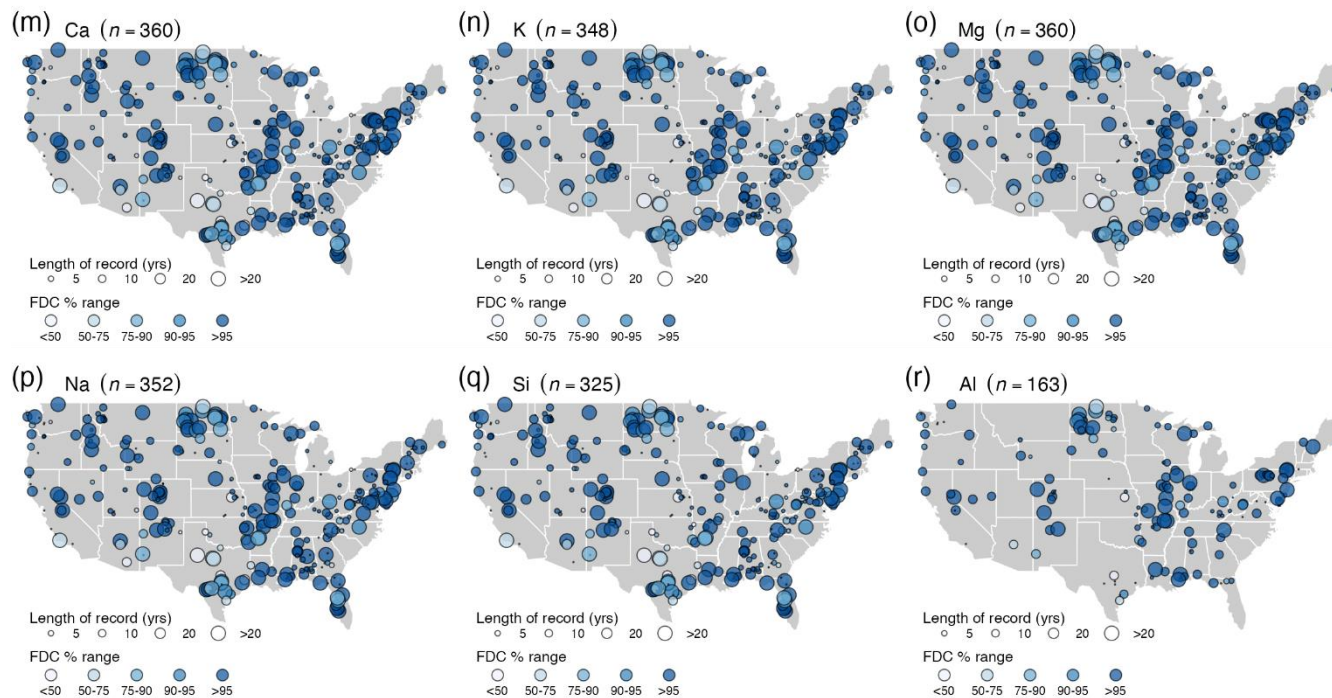 (m) Ca (n = 360)
Length of record (yrs)
5 10 20 >20
FDC % range
<50 50-75 75-90 90-95 >95
(n) K (n = 348)
Length of record (yrs)
5 10 20 >20
FDC % range
<50 50-75 75-90 90-95 >95
(o) Mg (n = 360)
Length of record (yrs)
5 10 20 >20
FDC % range
<50 50-75 75-90 90-95 >95
(p) Na (n = 352)
Length of record (yrs)
5 10 20 >20
FDC % range
<50 50-75 75-90 90-95 >95
(q) Si (n = 325)
Length of record (yrs)
5 10 20 >20
FDC % range
<50 50-75 75-90 90-95 >95
(r) Al (n = 163)
Length of record (yrs)
5 10 20 >20
FDC % range
<50 50-75 75-90 90-95 >95